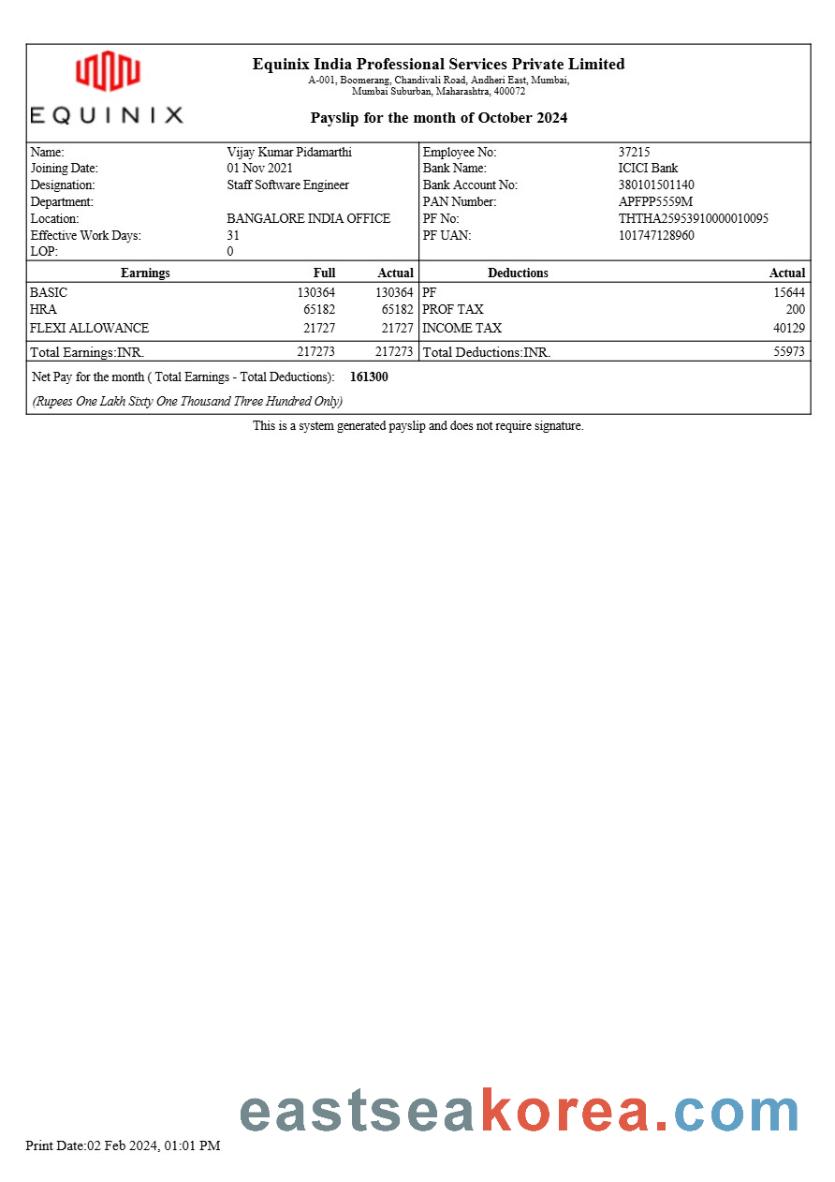 Equinix India Professional Services Private Limited
A-001, Boomerang, Chandivali Road, Andheri East, Mumbai,
Mumbai Suburban, Maharashtra, 400072
EQUINIX
Payslip for the month of October 2024
Name: Vijay Kumar Pidamarthi Employee No: 37215
Joining Date: 01 Nov 2021 Bank Name: ICICI Bank
Designation: Staff Software Engineer Bank Account No: 380101501140
Department: PAN Number: APFPP5559M
Location: BANGALORE INDIA OFFICE PF No: THTHA25953910000010095
Effective Work Days: 31 PF UAN: 101747128960
LOP: 0
Earnings Full Actual Deductions Actual
BASIC 130364 130364 PF 15644
HRA 65182 65182 PROF TAX 200
FLEXI ALLOWANCE 21727 21727 INCOME TAX 40129
Total Earnings:INR. 217273 217273 Total Deductions:INR. 55973
Net Pay for the month ( Total Earnings - Total Deductions): 161300
(Rupees One Lakh Sixty One Thousand Three Hundred Only)
This is a system generated payslip and does not require signature.
eastseakorea.com
Print Date:02 Feb 2024, 01:01 PM